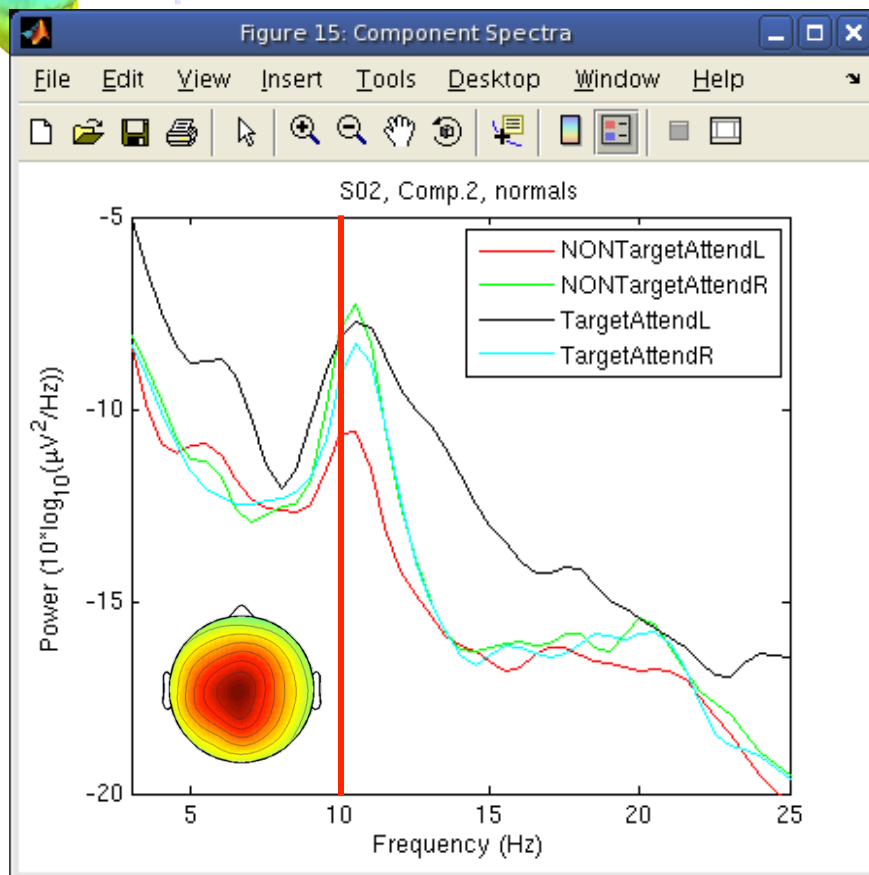 Figure 15: Component Spectra
File Edit View Insert Tools Desktop Window Help
S02, Comp.2, normals
-5
-10
-15
-20
Power (10*log10(μV2/Hz))
NONTargetAttendL
NONTargetAttendR
TargetAttendL
TargetAttendR
5 10 15 20 25
Frequency (Hz)